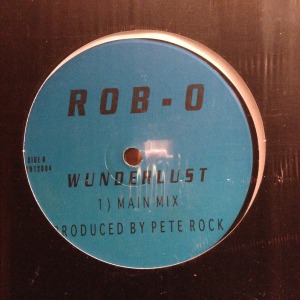 ROB-O
SIDE A
WUNDERLUST
1) MAIN MIX
PRODUCED BY PETE ROCK